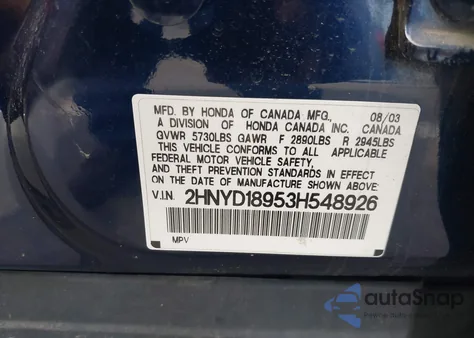 MFD. BY HONDA OF CANADA MFG., 08/03
A DIVISION OF HONDA CANADA INC. CANADA
GVWR 5730LBS GAWR F 2890LBS R 2945LBS
THIS VEHICLE CONFORMS TO ALL APPLICABLE
FEDERAL MOTOR VEHICLE SAFETY,
AND THEFT PREVENTION STANDARDS IN EFFECT
ON THE DATE OF MANUFACTURE SHOWN ABOVE.
V.I.N. 2HNYD18953H548926
MPV
autoSnap